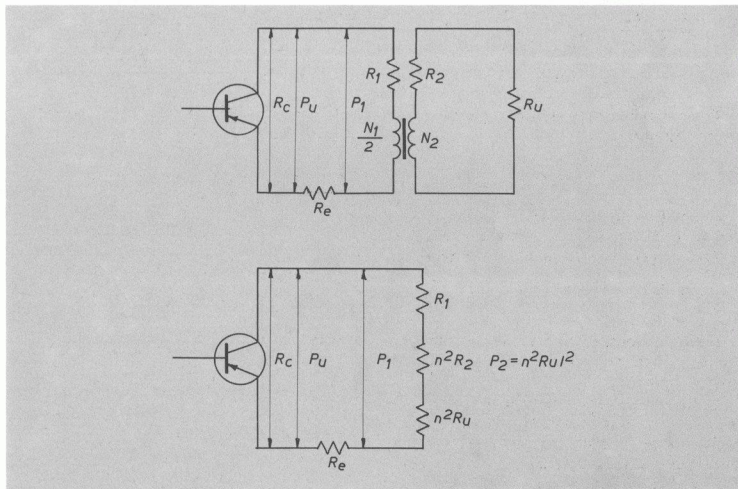 R1 R2
Rc Pu P1 Ru
N1/2 N2
Re
R1
Rc Pu P1 n²R2 P2 = n²RuI²
n²Ru
Re